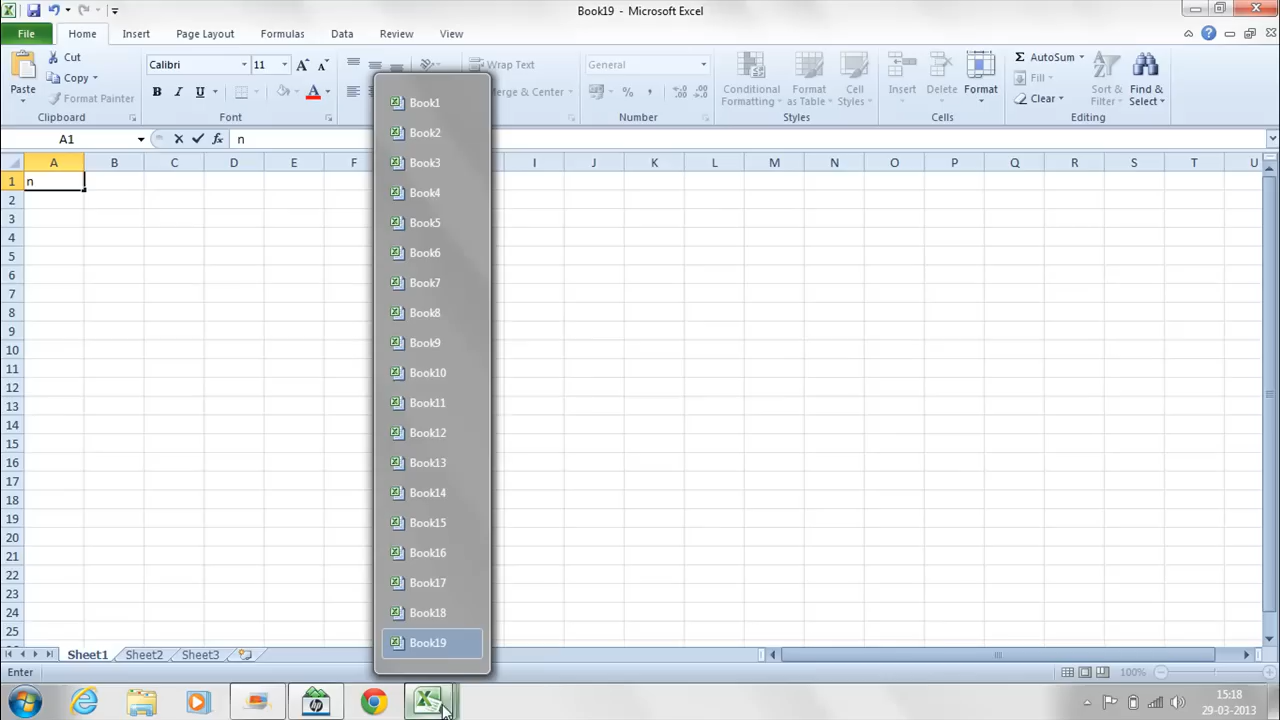 Book19 - Microsoft Excel
File Home Insert Page Layout Formulas Data Review View
Paste
Cut
Copy
Format Painter
Clipboard
Calibri 11
B I U
Font
Wrap Text
Merge & Center
General
Number
Conditional Formatting
Format as Table
Cell Styles
Styles
Insert Delete Format
Cells
AutoSum
Fill
Clear
Sort & Filter
Find & Select
Editing
A1 fx n
A B C D E F I J K L M N O P Q R S T U
1 n
2
3
4
5
6
7
8
9
10
11
12
13
14
15
16
17
18
19
20
21
22
23
24
25
Book1
Book2
Book3
Book4
Book5
Book6
Book7
Book8
Book9
Book10
Book11
Book12
Book13
Book14
Book15
Book16
Book17
Book18
Book19
Sheet1 Sheet2 Sheet3
Enter 100%
hp
15:18
29-03-2013